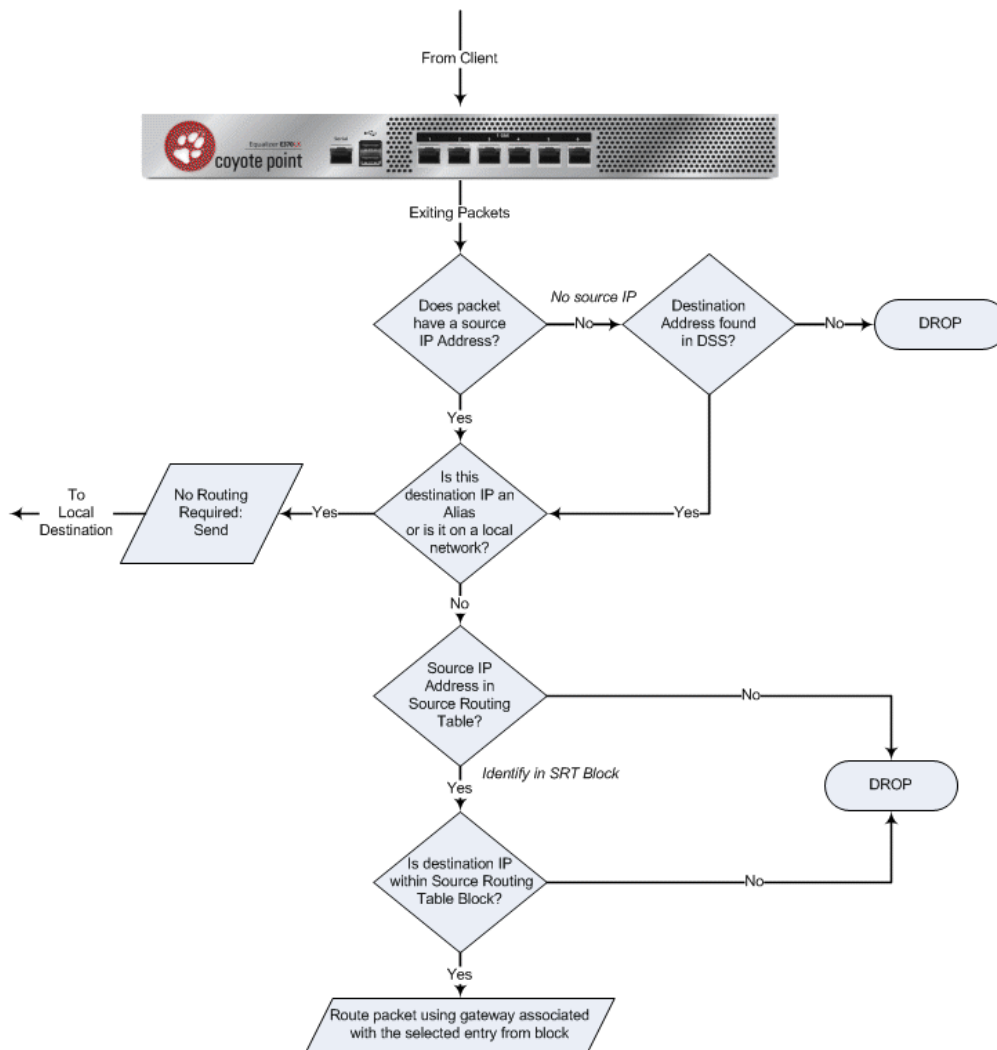 From Client
Serial
Equalizer E370LX
coyote point
Exiting Packets
Does packet
have a source
IP Address?
No source IP
No
Destination
Address found
in DSS?
No
DROP
Yes
Yes
Is this
destination IP an
Alias
or is it on a local
network?
Yes
No Routing
Required:
Send
To
Local
Destination
No
Source IP
Address in
Source Routing
Table?
No
Identify in SRT Block
Yes
DROP
Is destination IP
within Source Routing
Table Block?
No
Yes
Route packet using gateway associated
with the selected entry from block